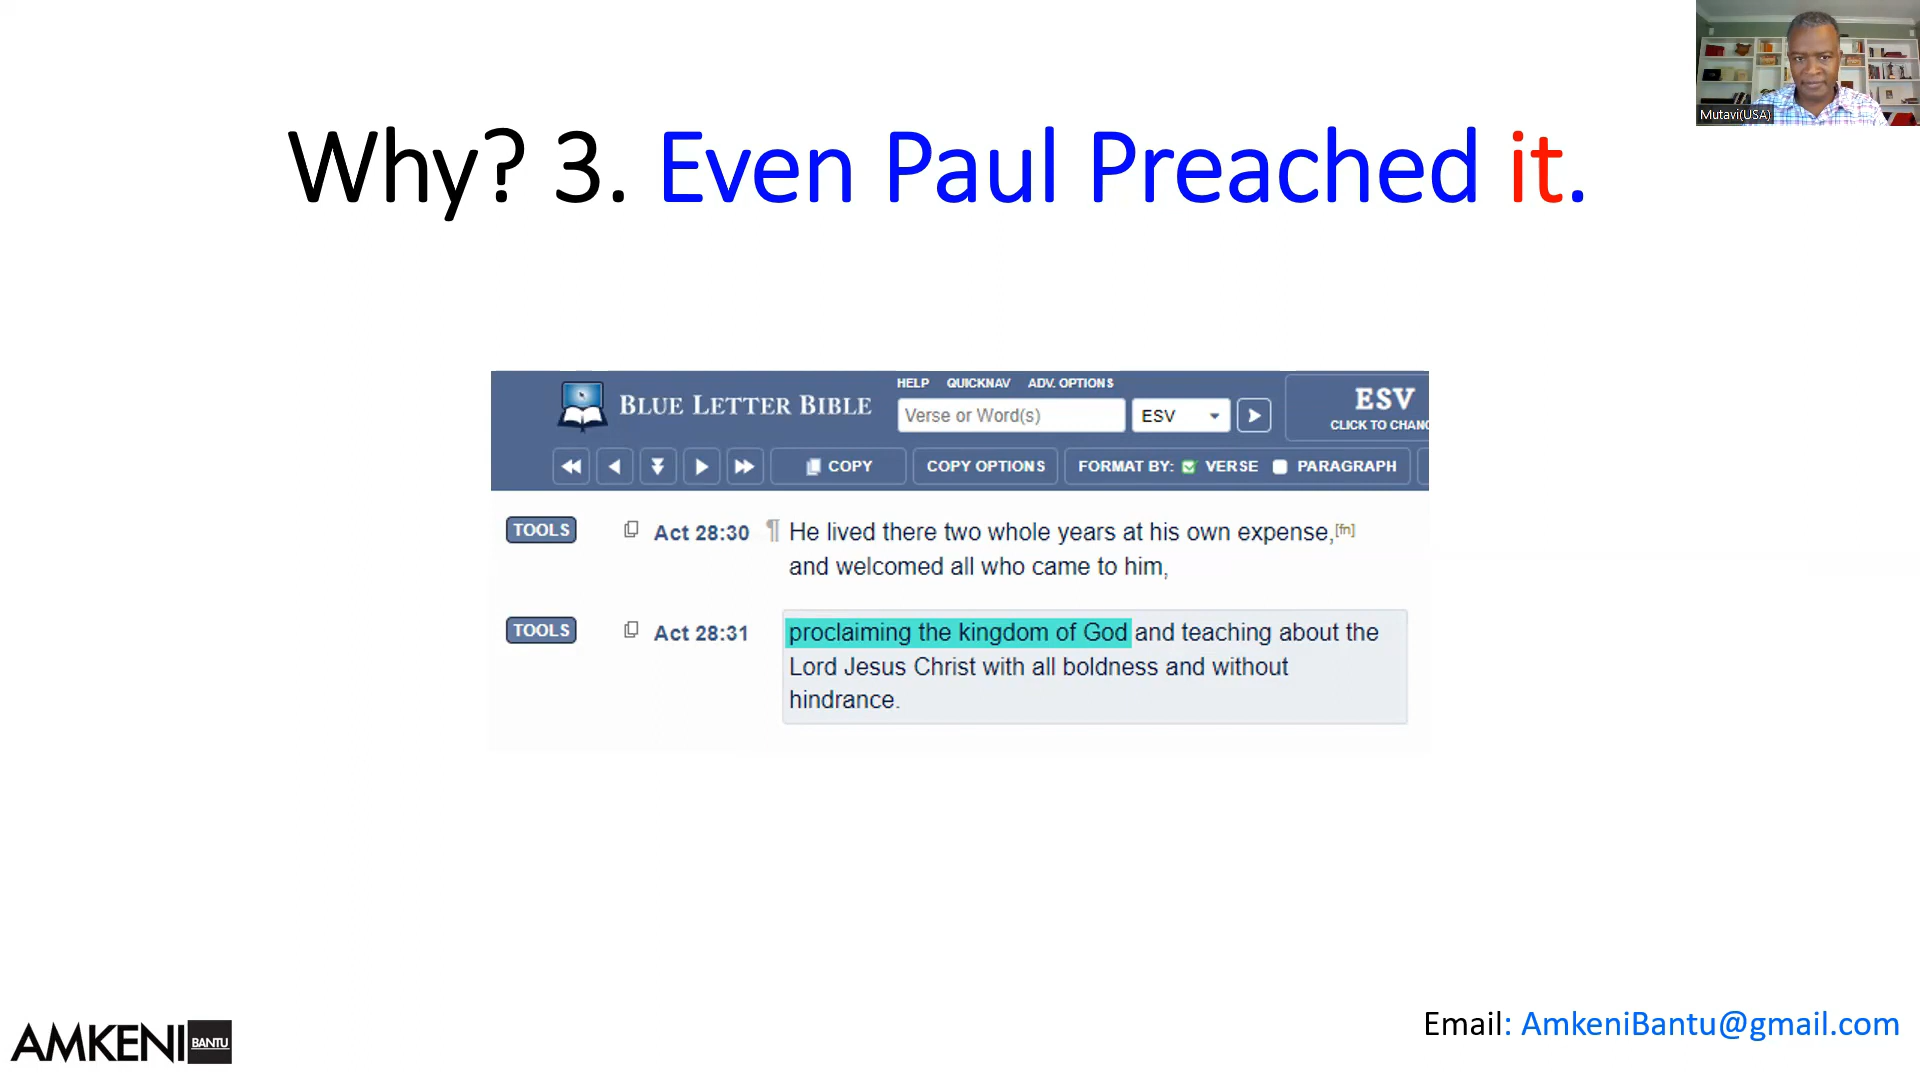 Mutavi(USA)
Why? 3. Even Paul Preached it.
BLUE LETTER BIBLE
HELP QUICKNAV ADV. OPTIONS
Verse or Word(s)
ESV
ESV
CLICK TO CHANG
COPY
COPY OPTIONS
FORMAT BY: VERSE PARAGRAPH
TOOLS Act 28:30 ¶ He lived there two whole years at his own expense,[fn]
and welcomed all who came to him,
TOOLS Act 28:31 proclaiming the kingdom of God and teaching about the
Lord Jesus Christ with all boldness and without
hindrance.
AMKENI BANTU
Email: AmkeniBantu@gmail.com